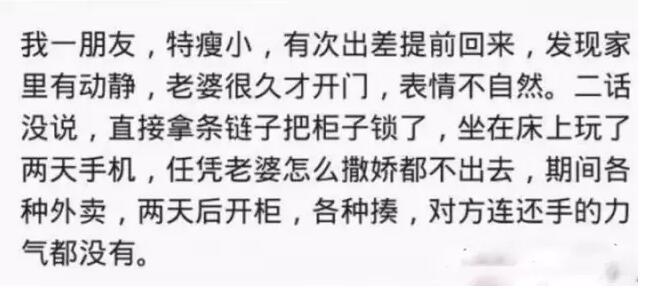 我一朋友，特瘦小，有次出差提前回来，发现家
里有动静，老婆很久才开门，表情不自然。二话
没说，直接拿条链子把柜子锁了，坐在床上玩了
两天手机，任凭老婆怎么撒娇都不出去，期间各
种外卖，两天后开柜，各种揍，对方连还手的力
气都没有。